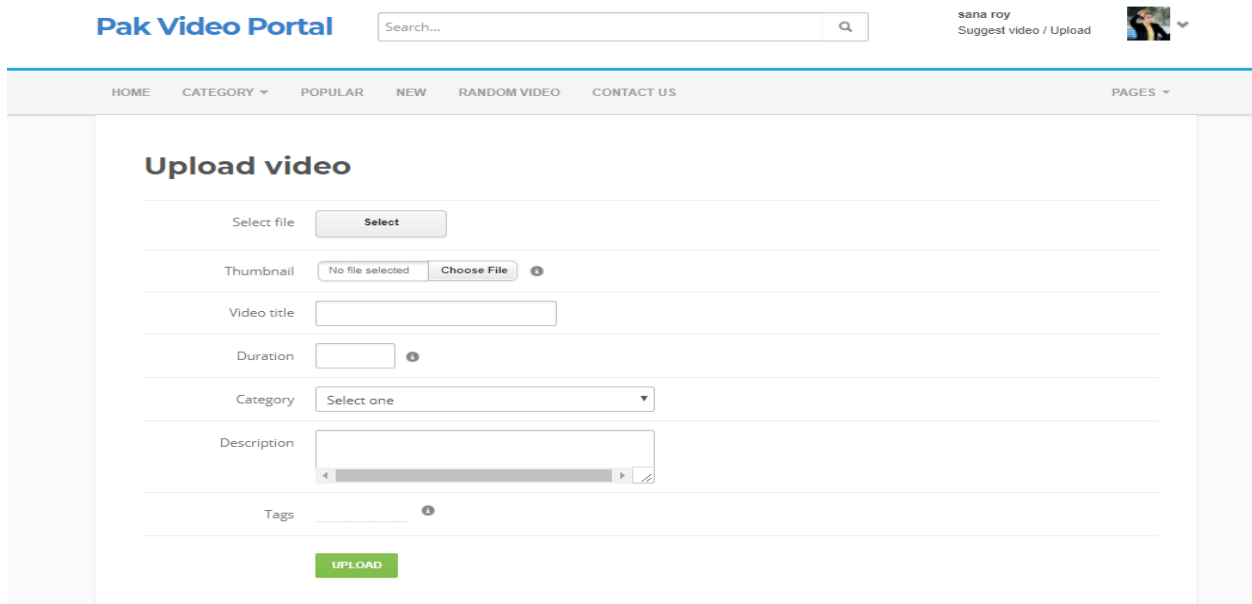 Pak Video Portal
Search...
sana roy
Suggest video / Upload
HOME CATEGORY POPULAR NEW RANDOM VIDEO CONTACT US PAGES
Upload video
Select file Select
Thumbnail No file selected Choose File
Video title
Duration
Category Select one
Description
Tags
UPLOAD